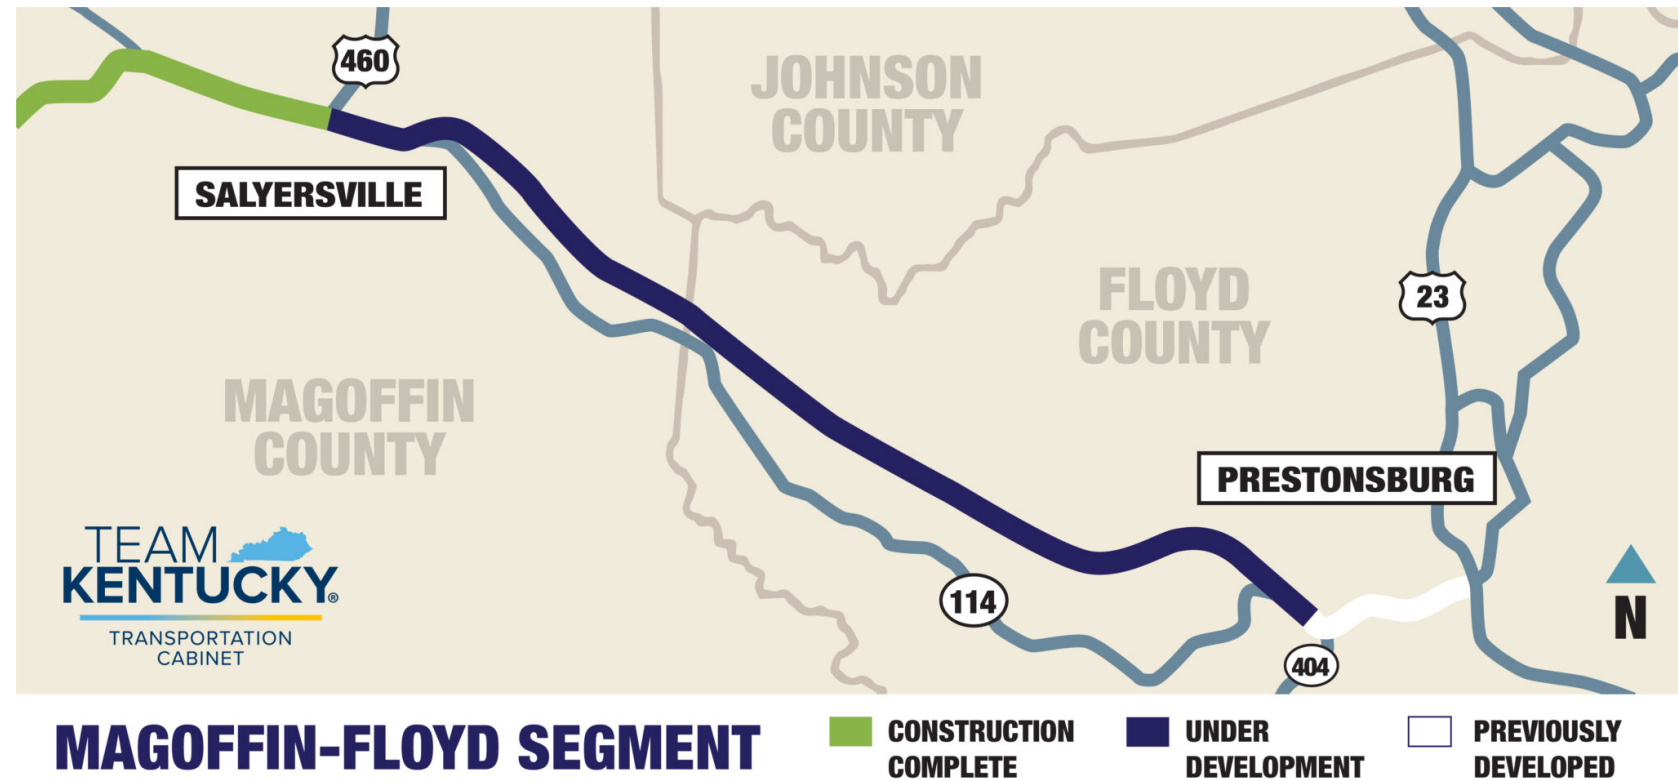 460
JOHNSON
COUNTY
SALYERSVILLE
FLOYD
COUNTY
23
MAGOFFIN
COUNTY
PRESTONSBURG
TEAM
KENTUCKY®
TRANSPORTATION
CABINET
114
404
N
MAGOFFIN-FLOYD SEGMENT
CONSTRUCTION
COMPLETE
UNDER
DEVELOPMENT
PREVIOUSLY
DEVELOPED